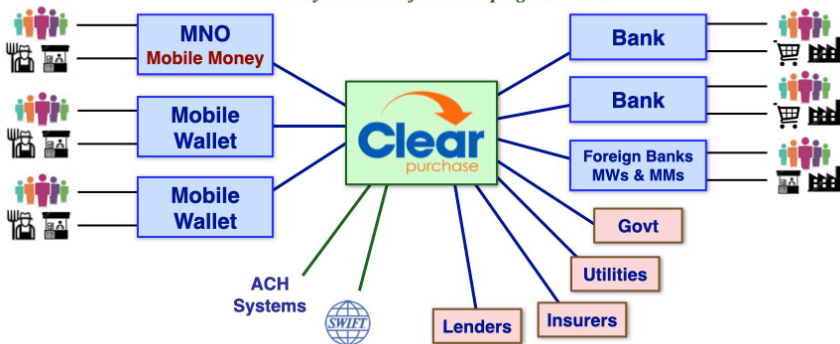 MNO
Mobile Money
Mobile
Wallet
Mobile
Wallet
Clear
purchase
Bank
Bank
Foreign Banks
MWs & MMs
Govt
Utilities
Insurers
Lenders
SWIFT
ACH
Systems